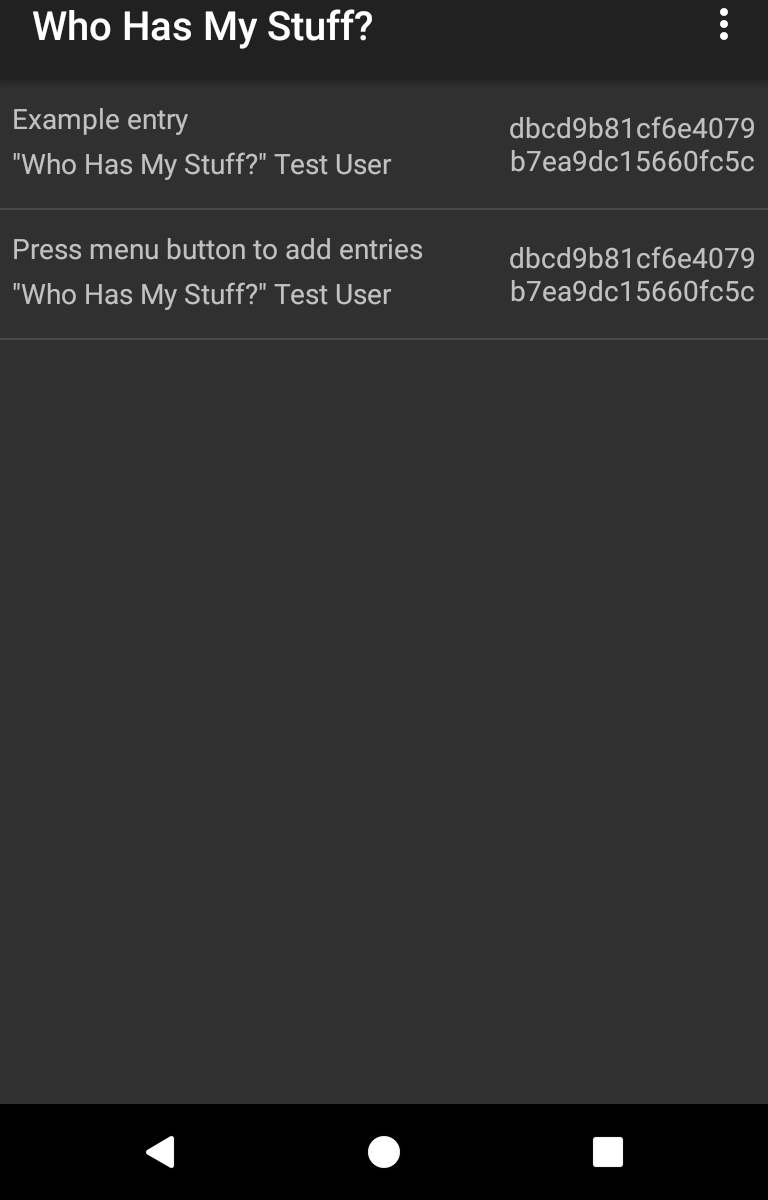 Who Has My Stuff?
Example entry
"Who Has My Stuff?" Test User
dbcd9b81cf6e4079
b7ea9dc15660fc5c
Press menu button to add entries
"Who Has My Stuff?" Test User
dbcd9b81cf6e4079
b7ea9dc15660fc5c